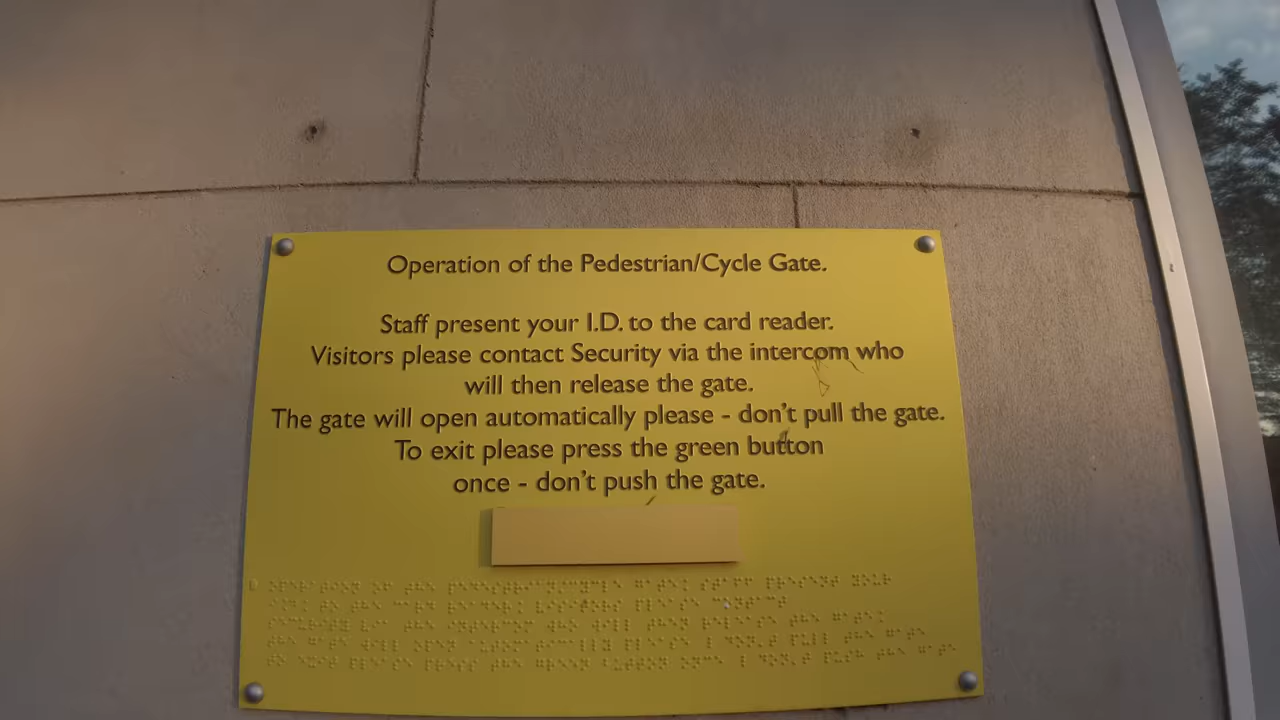 Operation of the Pedestrian/Cycle Gate.
Staff present your I.D. to the card reader.
Visitors please contact Security via the intercom who
will then release the gate.
The gate will open automatically please - don't pull the gate.
To exit please press the green button
once - don't push the gate.